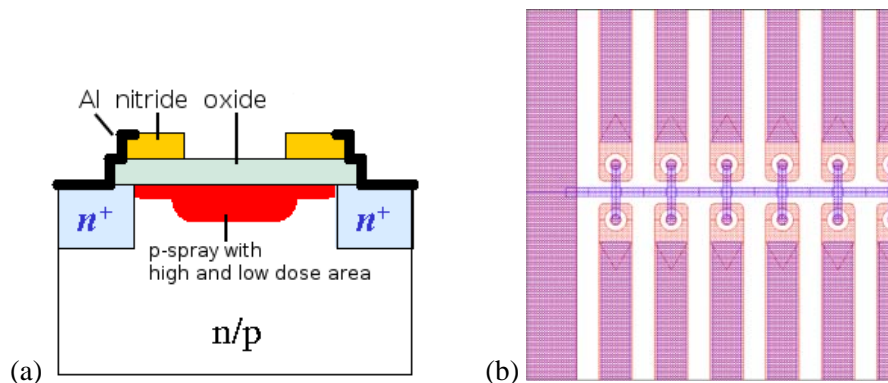 Al nitride oxide
n+ n+
p-spray with
high and low dose area
n/p
(a) (b)